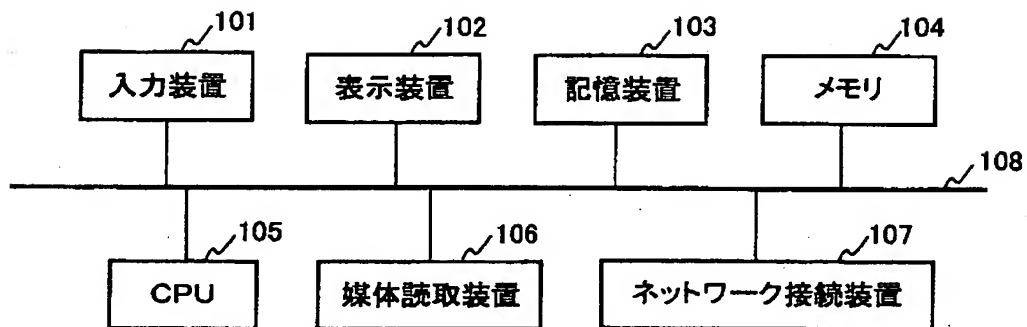 101
102
103
104
入力装置
表示装置
記憶装置
メモリ
108
105
106
107
CPU
媒体読取装置
ネットワーク接続装置